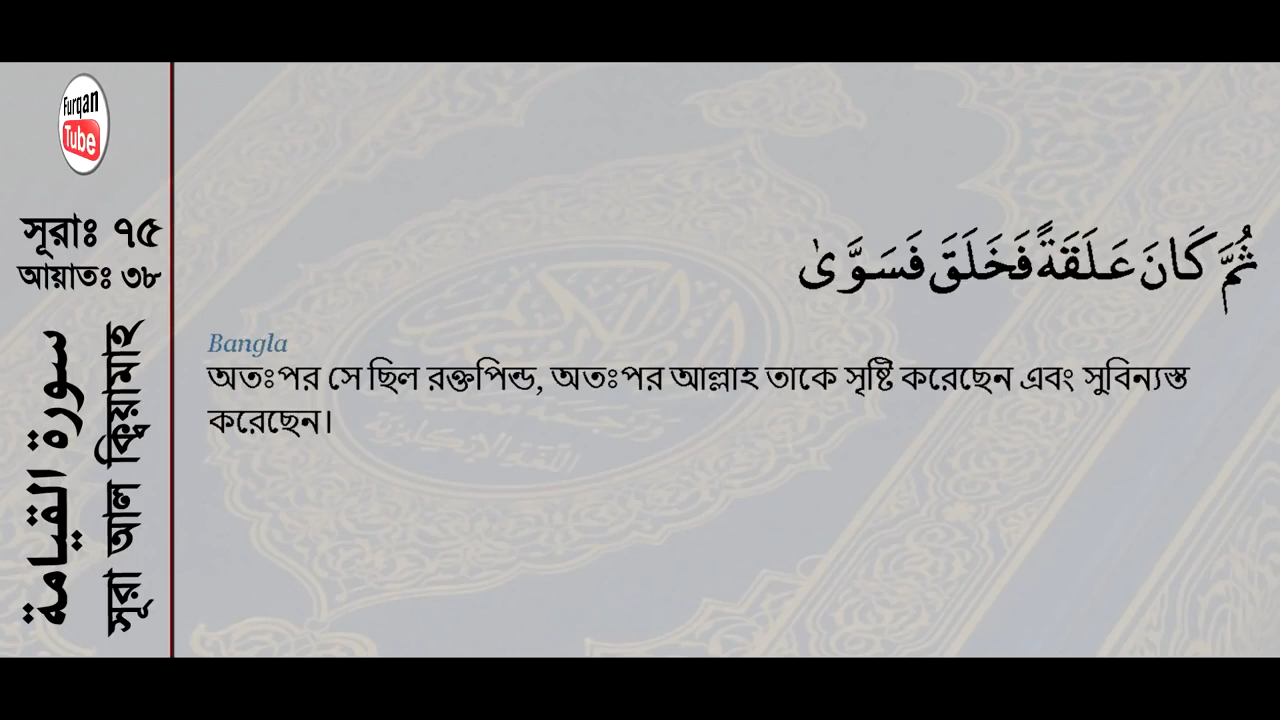 Furqan
Tube
সূরাঃ ৭৫
আয়াতঃ ৩৮
سورة القيامة
সূরা আল ক্বিয়ামাহ
ثُمَّ كَانَ عَلَقَةً فَخَلَقَ فَسَوَّىٰ
Bangla
অতঃপর সে ছিল রক্তপিন্ড, অতঃপর আল্লাহ তাকে সৃষ্টি করেছেন এবং সুবিন্যস্ত
করেছেন।